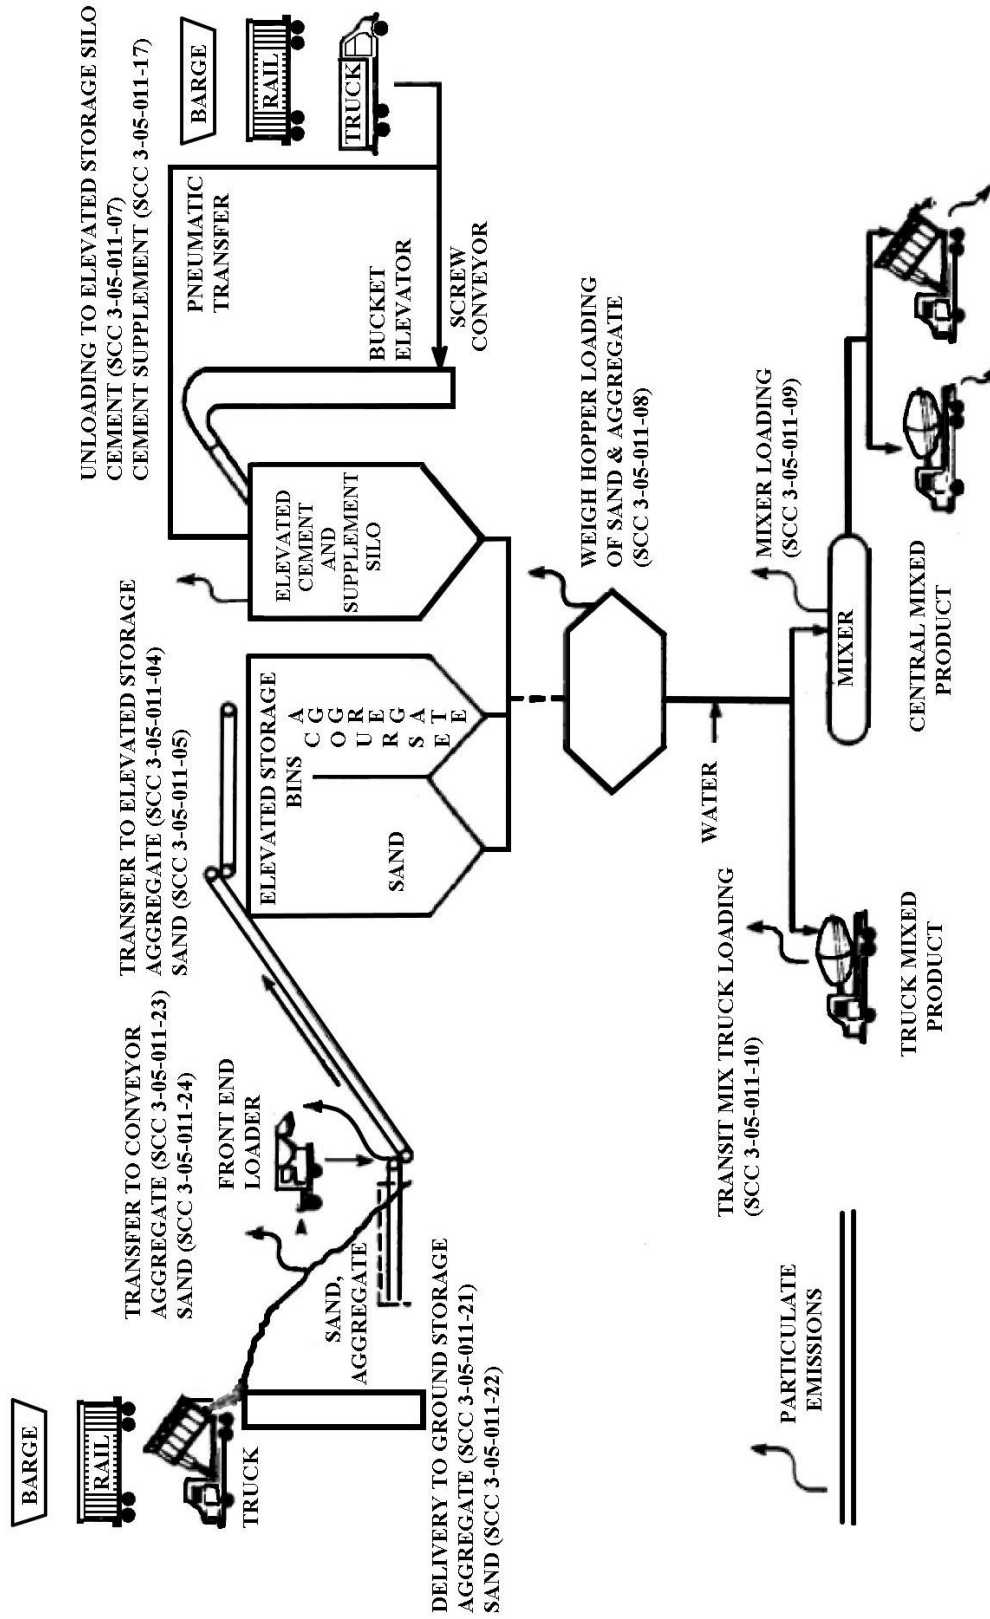 BARGE
RAIL
TRUCK
DELIVERY TO GROUND STORAGE
AGGREGATE (SCC 3-05-011-21)
SAND (SCC 3-05-011-22)
SAND,
AGGREGATE
TRANSFER TO CONVEYOR
AGGREGATE (SCC 3-05-011-23)
SAND (SCC 3-05-011-24)
FRONT END
LOADER
TRANSFER TO ELEVATED STORAGE
AGGREGATE (SCC 3-05-011-04)
SAND (SCC 3-05-011-05)
ELEVATED STORAGE
BINS
SAND
COURSE
AGGREGATE
UNLOADING TO ELEVATED STORAGE SILO
CEMENT (SCC 3-05-011-07)
CEMENT SUPPLEMENT (SCC 3-05-011-17)
BARGE
RAIL
TRUCK
PNEUMATIC
TRANSFER
BUCKET
ELEVATOR
SCREW
CONVEYOR
ELEVATED
CEMENT
AND
SUPPLEMENT
SILO
WEIGH HOPPER LOADING
OF SAND & AGGREGATE
(SCC 3-05-011-08)
WATER
TRANSIT MIX TRUCK LOADING
(SCC 3-05-011-10)
TRUCK MIXED
PRODUCT
MIXER LOADING
(SCC 3-05-011-09)
MIXER
CENTRAL MIXED
PRODUCT
PARTICULATE
EMISSIONS